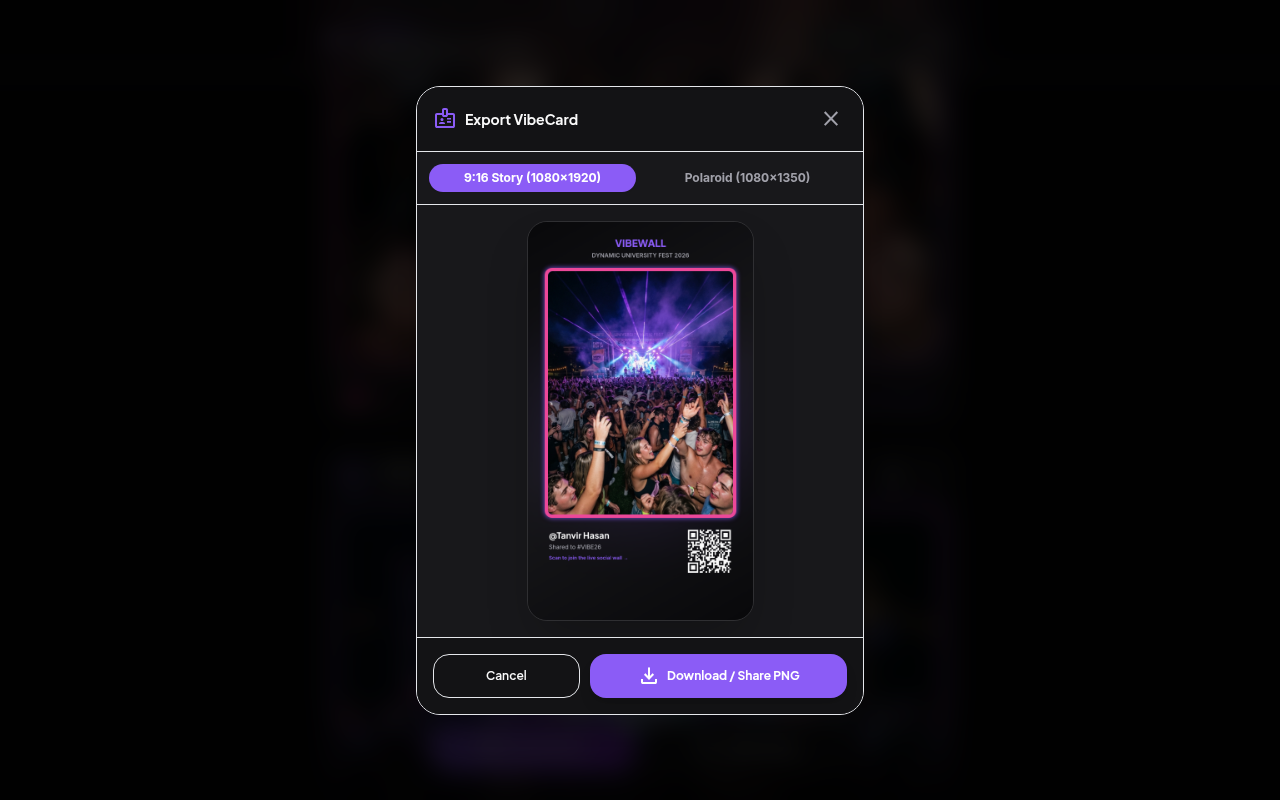 Export VibeCard
9:16 Story (1080×1920)
Polaroid (1080×1350)
VIBEWALL
DYNAMIC UNIVERSITY FEST 2026
@Tanvir Hasan
Shared to #VIBE26
Scan to join the live social wall
Cancel
Download / Share PNG